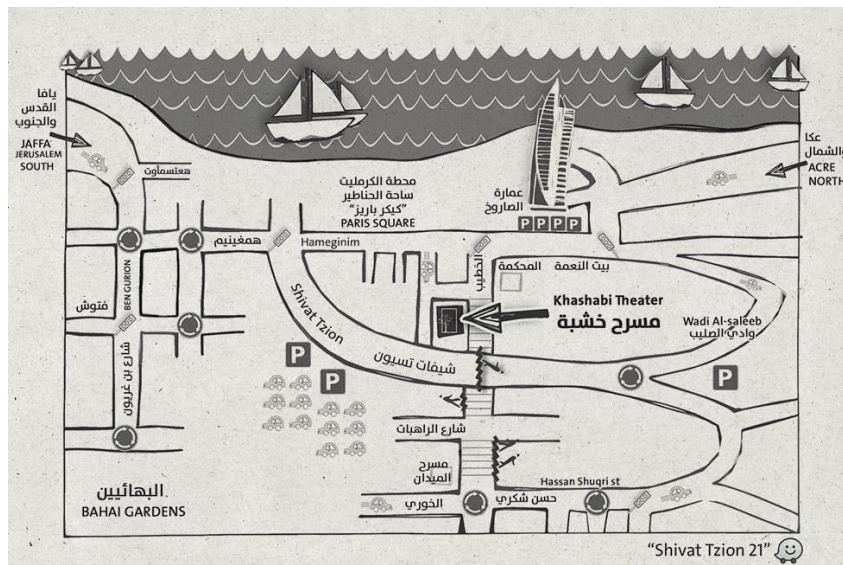 يافا
القدس
والجنوب
JAFFA
JERUSALEM
SOUTH
هعتسماؤت
محطة الكرمليت
ساحة الحناطير
"كيكر باريز"
PARIS SQUARE
عمارة
الصاروخ
عكا
والشمال
ACRE
NORTH
P P P P
همغينيم
Hameginim
الخطيب
المحكمة
بيت النعمة
BEN GURION
فتوش
شارع بن غريون
Shivat Tzion
شيفات تسيون
Khashabi Theater
مسرح خشبة
Wadi Al-saleeb
وادي الصليب
P
P
P
شارع الراهبات
مسرح
الميدان
Hassan Shuqri st
حسن شكري
الخوري
البهائيين
BAHAI GARDENS
"Shivat Tzion 21"